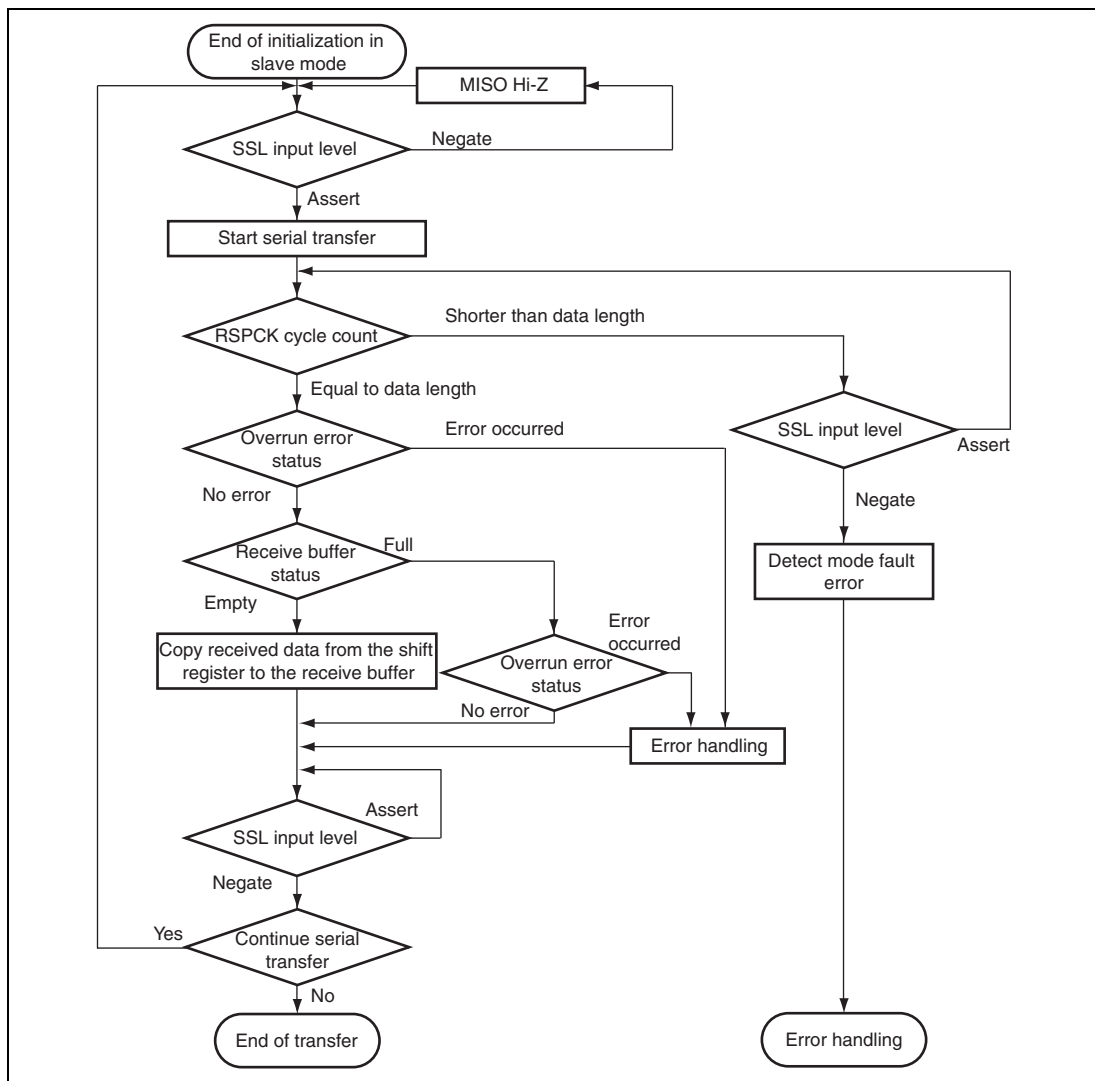 End of initialization in
slave mode
MISO Hi-Z
SSL input level
Negate
Assert
Start serial transfer
RSPCK cycle count
Shorter than data length
Equal to data length
SSL input level
Assert
Overrun error
status
Error occurred
No error
Negate
Receive buffer
status
Full
Detect mode fault
error
Empty
Copy received data from the shift
register to the receive buffer
Error
occurred
Overrun error
status
No error
Error handling
Assert
SSL input level
Negate
Yes
Continue serial
transfer
No
End of transfer
Error handling